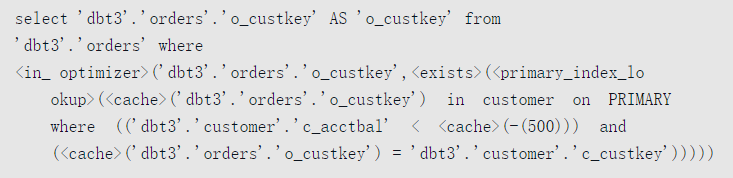 select 'dbt3'.'orders'.'o_custkey' AS 'o_custkey' from
'dbt3'.'orders' where
<in_ optimizer>('dbt3'.'orders'.'o_custkey',<exists>(<primary_index_lo
okup>(<cache>('dbt3'.'orders'.'o_custkey') in customer on PRIMARY
where (('dbt3'.'customer'.'c_acctbal' < <cache>(-(500))) and
(<cache>('dbt3'.'orders'.'o_custkey') = 'dbt3'.'customer'.'c_custkey')))))